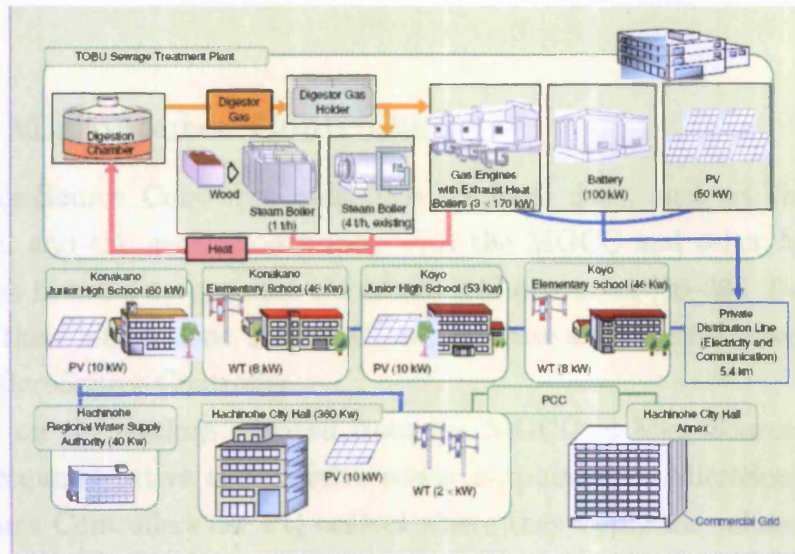 TOBU Sewage Treatment Plant
Digestion
Chamber
Digestor
Gas
Digestor Gas
Holder
Wood
Steam Boiler
(1 t/h)
Steam Boiler
(4 t/h, existing)
Gas Engines
with Exhaust Heat
Boilers (3 × 170 kW)
Battery
(100 kW)
PV
(50 kW)
Heat
Konakano
Junior High School (60 kW)
PV (10 kW)
Konakano
Elementary School (46 Kw)
WT (8 kW)
Koyo
Junior High School (53 Kw)
PV (10 kW)
Koyo
Elementary School (46 Kw)
WT (8 kW)
Private
Distribution Line
(Electricity and
Communication)
5.4 km
Hachinohe
Regional Water Supply
Authority (40 Kw)
Hachinohe City Hall (360 Kw)
PV (10 kW)
WT (2 × kW)
PCC
Hachinohe City Hall
Annex
Commercial Grid